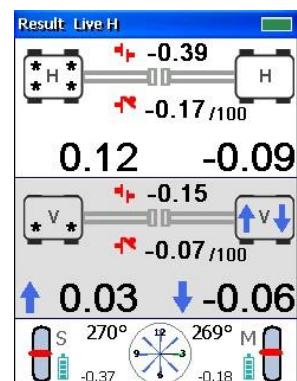 Result Live H
-0.39
* * H * * H
-0.17 /100
0.12 -0.09
-0.15
* V * V
-0.07 /100
0.03 -0.06
S 270° 12 269° M
9 3
-0.37 6 -0.18